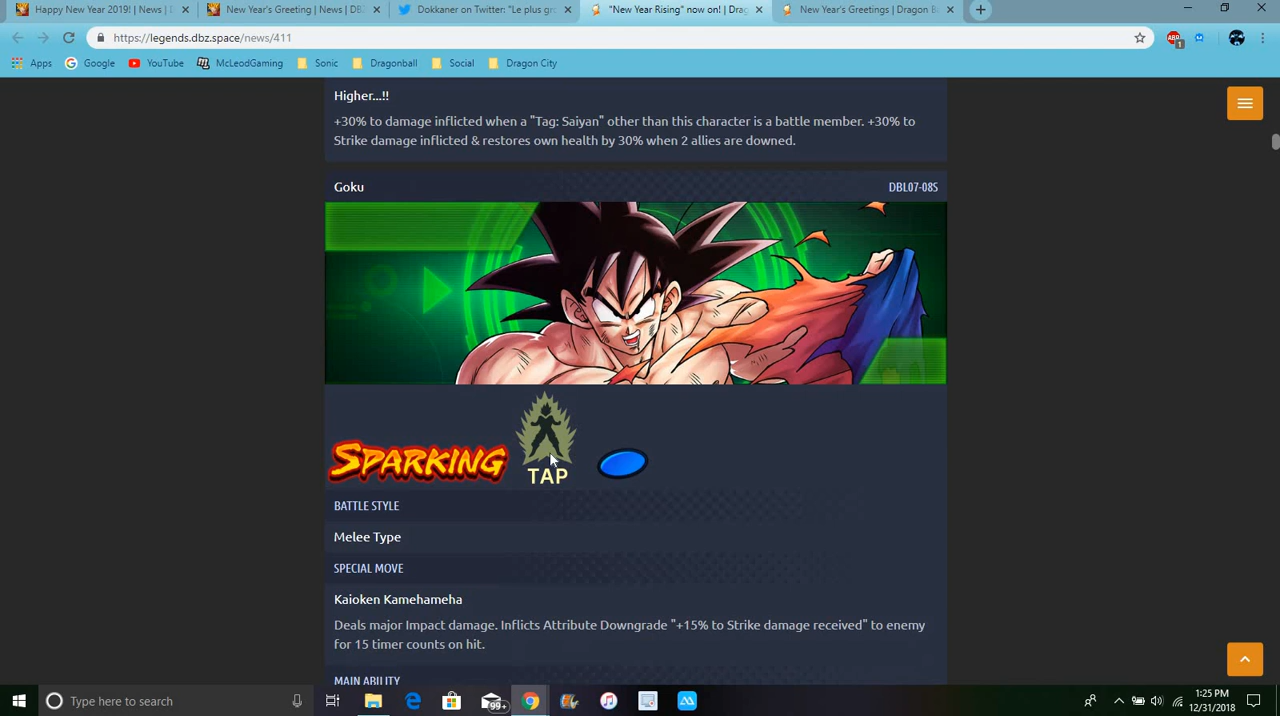 Happy New Year 2019! | News | D
New Year's Greeting | News | DBZ
Dokkaner on Twitter: "Le plus gr
"New Year Rising" now on! | Drag
New Year's Greetings | Dragon B
https://legends.dbz.space/news/411
ABP
1
Apps
Google
YouTube
McLeodGaming
Sonic
Dragonball
Social
Dragon City
Higher...!!
+30% to damage inflicted when a "Tag: Saiyan" other than this character is a battle member. +30% to
Strike damage inflicted & restores own health by 30% when 2 allies are downed.
Goku
DBL07-08S
SPARKING
TAP
BATTLE STYLE
Melee Type
SPECIAL MOVE
Kaioken Kamehameha
Deals major Impact damage. Inflicts Attribute Downgrade "+15% to Strike damage received" to enemy
for 15 timer counts on hit.
MAIN ABILITY
Type here to search
99+
1:25 PM
12/31/2018